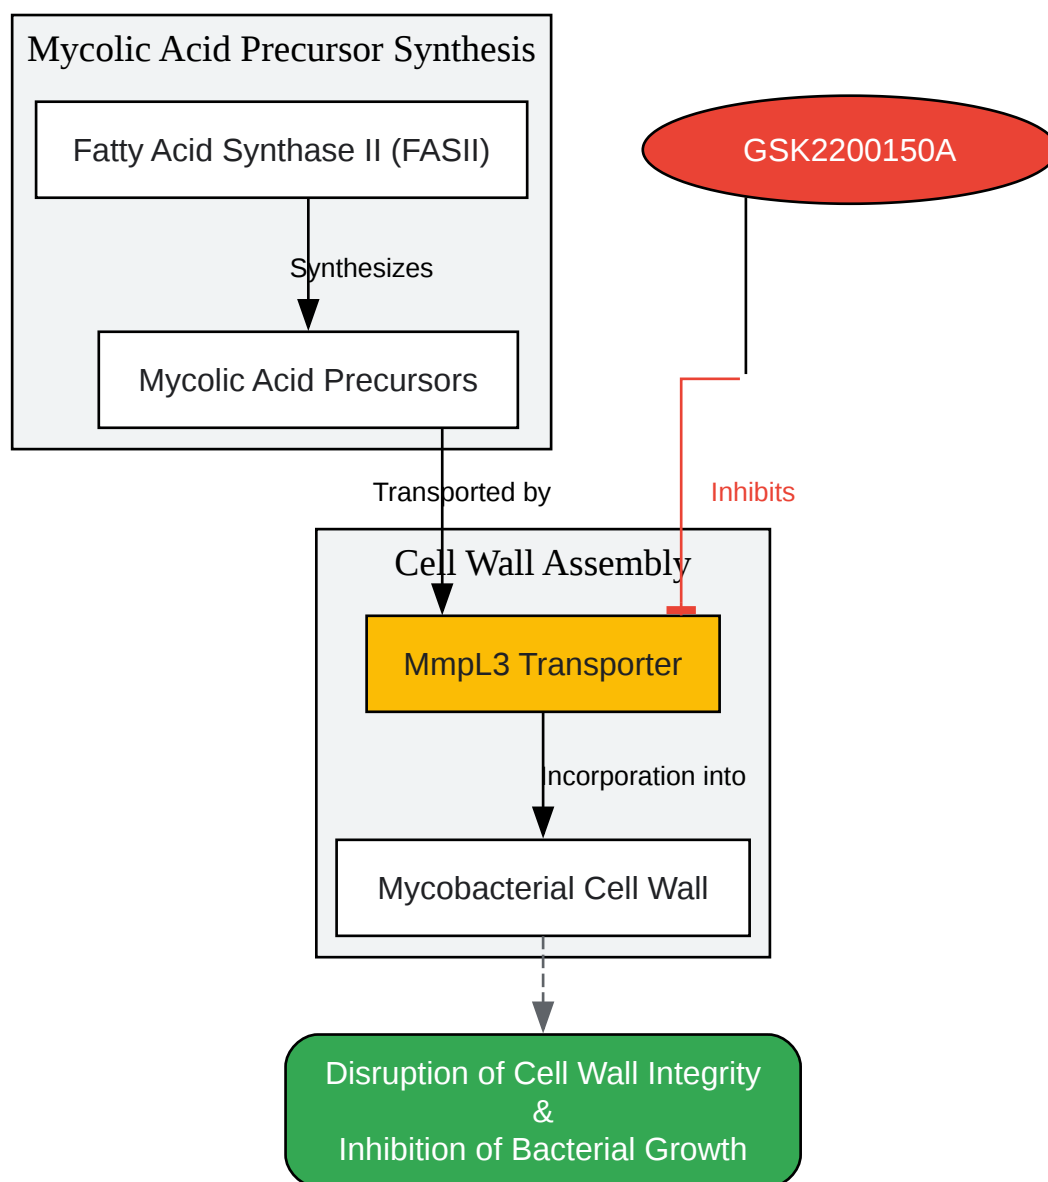 Mycolic Acid Precursor Synthesis
Fatty Acid Synthase II (FASII)
GSK2200150A
Synthesizes
Mycolic Acid Precursors
Transported by
Inhibits
Cell Wall Assembly
MmpL3 Transporter
Incorporation into
Mycobacterial Cell Wall
Disruption of Cell Wall Integrity
&
Inhibition of Bacterial Growth